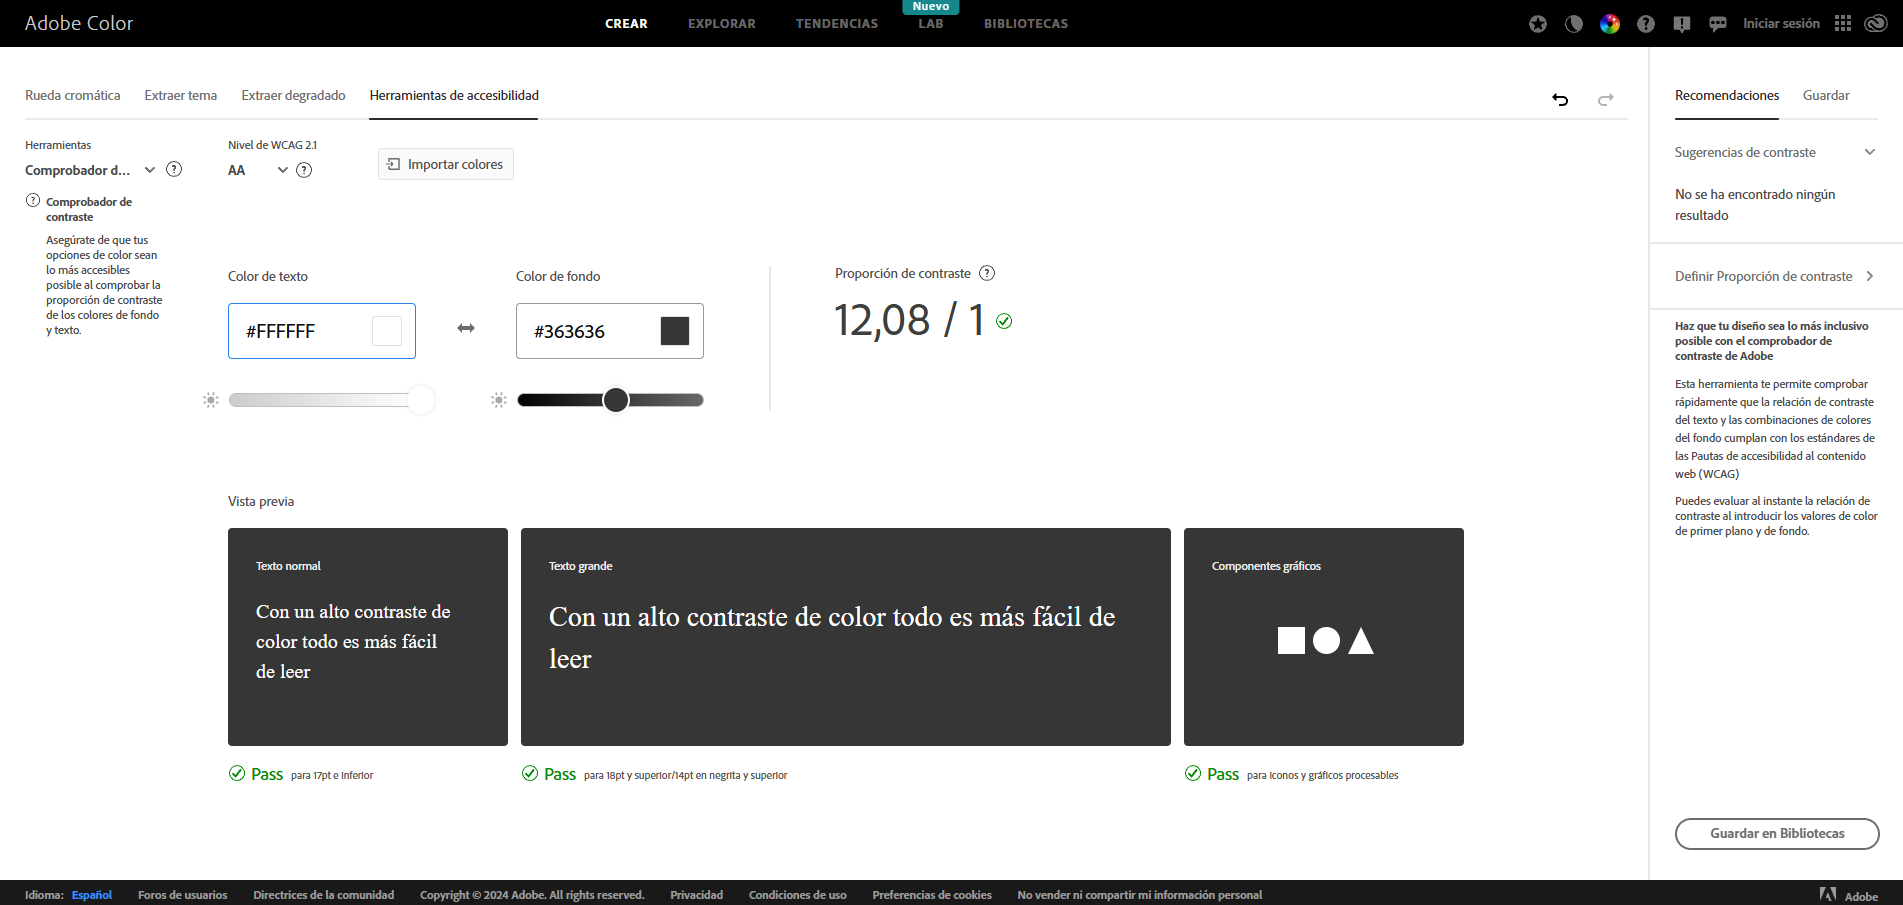 Adobe Color
CREAR
EXPLORAR
TENDENCIAS
Nuevo
LAB
BIBLIOTECAS
Iniciar sesión
Rueda cromática
Extraer tema
Extraer degradado
Herramientas de accesibilidad
Herramientas
Comprobador d...
Nivel de WCAG 2.1
AA
Importar colores
Comprobador de
contraste
Asegúrate de que tus
opciones de color sean
lo más accesibles
posible al comprobar la
proporción de contraste
de los colores de fondo
y texto.
Color de texto
#FFFFFF
Color de fondo
#363636
Proporción de contraste
12,08 / 1
Vista previa
Texto normal
Con un alto contraste de
color todo es más fácil
de leer
Pass para 17pt e inferior
Texto grande
Con un alto contraste de color todo es más fácil de
leer
Pass para 18pt y superior/14pt en negrita y superior
Componentes gráficos
Pass para iconos y gráficos procesables
Recomendaciones
Guardar
Sugerencias de contraste
No se ha encontrado ningún
resultado
Definir Proporción de contraste
Haz que tu diseño sea lo más inclusivo
posible con el comprobador de
contraste de Adobe
Esta herramienta te permite comprobar
rápidamente que la relación de contraste
del texto y las combinaciones de colores
del fondo cumplan con los estándares de
las Pautas de accesibilidad al contenido
web (WCAG)
Puedes evaluar al instante la relación de
contraste al introducir los valores de color
de primer plano y de fondo.
Guardar en Bibliotecas
Idioma: Español
Foros de usuarios
Directrices de la comunidad
Copyright © 2024 Adobe. All rights reserved.
Privacidad
Condiciones de uso
Preferencias de cookies
No vender ni compartir mi información personal
Adobe